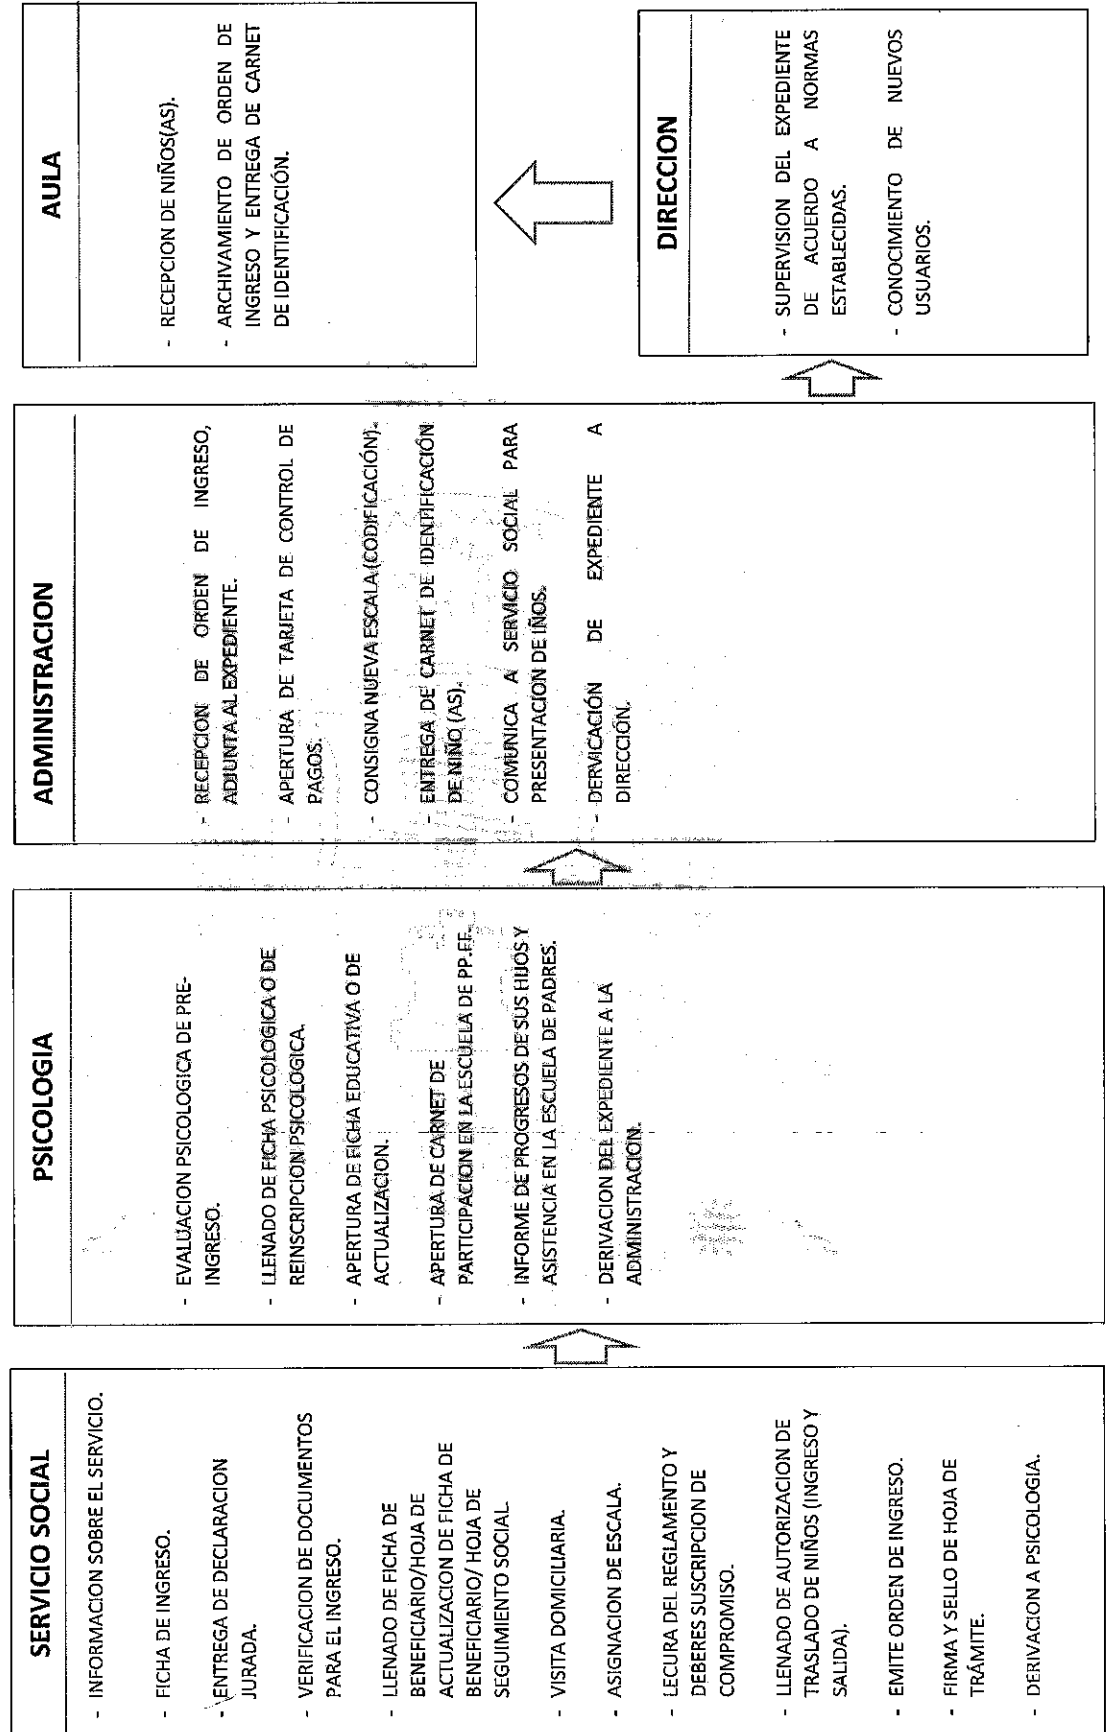 SERVICIO SOCIAL
- INFORMACION SOBRE EL SERVICIO.
- FICHA DE INGRESO.
- ENTREGA DE DECLARACION
JURADA.
- VERIFICACION DE DOCUMENTOS
PARA EL INGRESO.
- LLENADO DE FICHA DE
BENEFICIARIO/HOJA DE
ACTUALIZACION DE FICHA DE
BENEFICIARIO/ HOJA DE
SEGUIMIENTO SOCIAL.
- VISITA DOMICILIARIA.
- ASIGNACION DE ESCALA.
- LECURA DEL REGLAMENTO Y
DEBERES SUSCRIPCION DE
COMPROMISO.
- LLENADO DE AUTORIZACION DE
TRASLADO DE NIÑOS (INGRESO Y
SALIDA).
- EMITE ORDEN DE INGRESO.
- FIRMA Y SELLO DE HOJA DE
TRÁMITE.
- DERIVACION A PSICOLOGIA.
PSICOLOGIA
- EVALUACION PSICOLOGICA DE PRE-
INGRESO.
- LLENADO DE FICHA PSICOLOGICA O DE
REINSCRIPCION PSICOLOGICA.
- APERTURA DE FICHA EDUCATIVA O DE
ACTUALIZACION.
- APERTURA DE CARNET DE
PARTICIPACION EN LA ESCUELA DE PP.FF.
- INFORME DE PROGRESOS DE SUS HIJOS Y
ASISTENCIA EN LA ESCUELA DE PADRES.
- DERIVACION DEL EXPEDIENTE A LA
ADMINISTRACION.
ADMINISTRACION
- RECEPCION DE ORDEN DE INGRESO,
ADJUNTA AL EXPEDIENTE.
- APERTURA DE TARJETA DE CONTROL DE
PAGOS.
- CONSIGNA NUEVA ESCALA (CODIFICACIÓN).
- ENTREGA DE CARNET DE IDENTIFICACIÓN
DE NIÑO (AS).
- COMUNICA A SERVICIO SOCIAL PARA
PRESENTACION DE IÑOS.
- DERVICACIÓN DE EXPEDIENTE A
DIRECCIÓN.
AULA
- RECEPCION DE NIÑOS(AS).
- ARCHIVAMIENTO DE ORDEN DE
INGRESO Y ENTREGA DE CARNET
DE IDENTIFICACIÓN.
DIRECCION
- SUPERVISION DEL EXPEDIENTE
DE ACUERDO A NORMAS
ESTABLECIDAS.
- CONOCIMIENTO DE NUEVOS
USUARIOS.